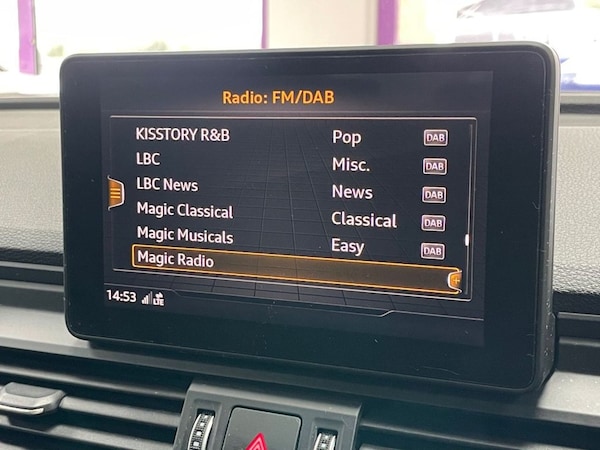 Radio: FM/DAB
KISSTORY R&B Pop DAB
LBC Misc. DAB
LBC News News DAB
Magic Classical Classical DAB
Magic Musicals Easy DAB
Magic Radio
14:53 LTE